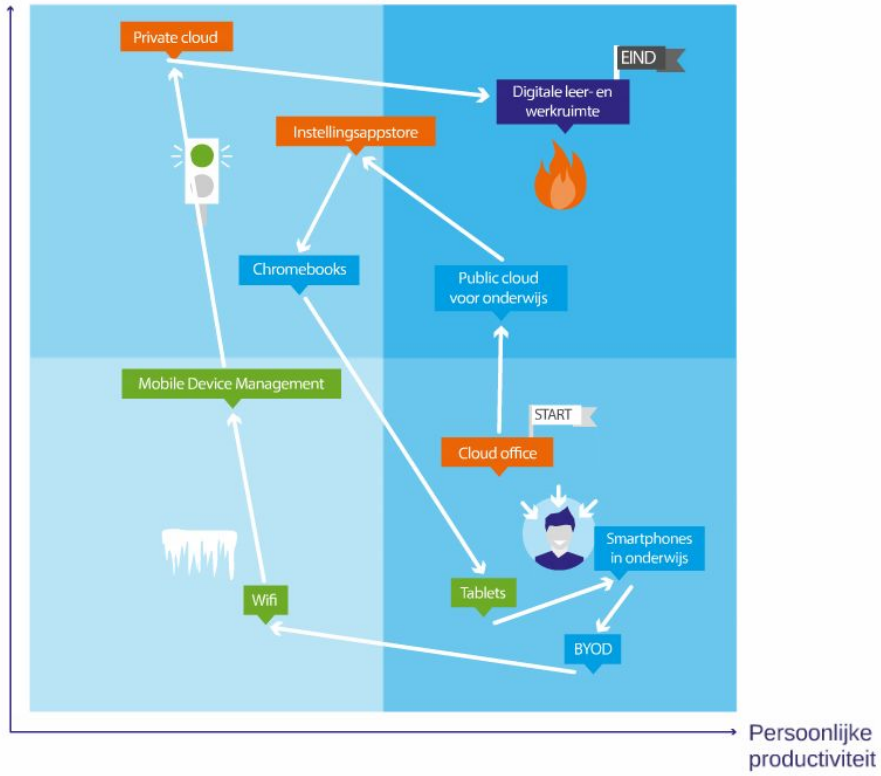 Private cloud
EIND
Digitale leer- en
werkruimte
Instellingsappstore
Chromebooks
Public cloud
voor onderwijs
Mobile Device Management
START
Cloud office
Smartphones
in onderwijs
Tablets
Wifi
BYOD
Persoonlijke
productiviteit